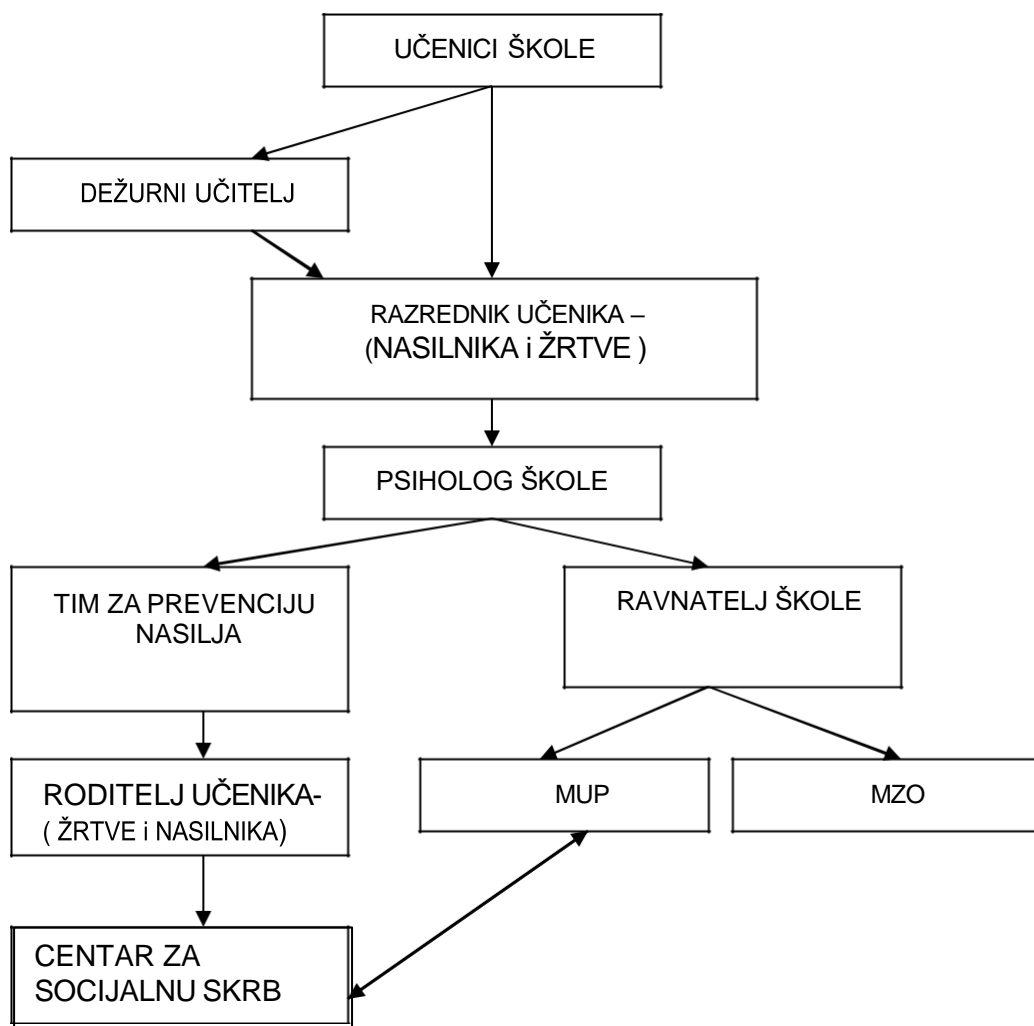 UČENICI ŠKOLE
DEŽURNI UČITELJ
RAZREDNIK UČENIKA –
(NASILNIKA i ŽRTVE )
PSIHOLOG ŠKOLE
TIM ZA PREVENCIJU
NASILJA
RAVNATELJ ŠKOLE
RODITELJ UČENIKA-
( ŽRTVE i NASILNIKA)
MUP
MZO
CENTAR ZA
SOCIJALNU SKRB